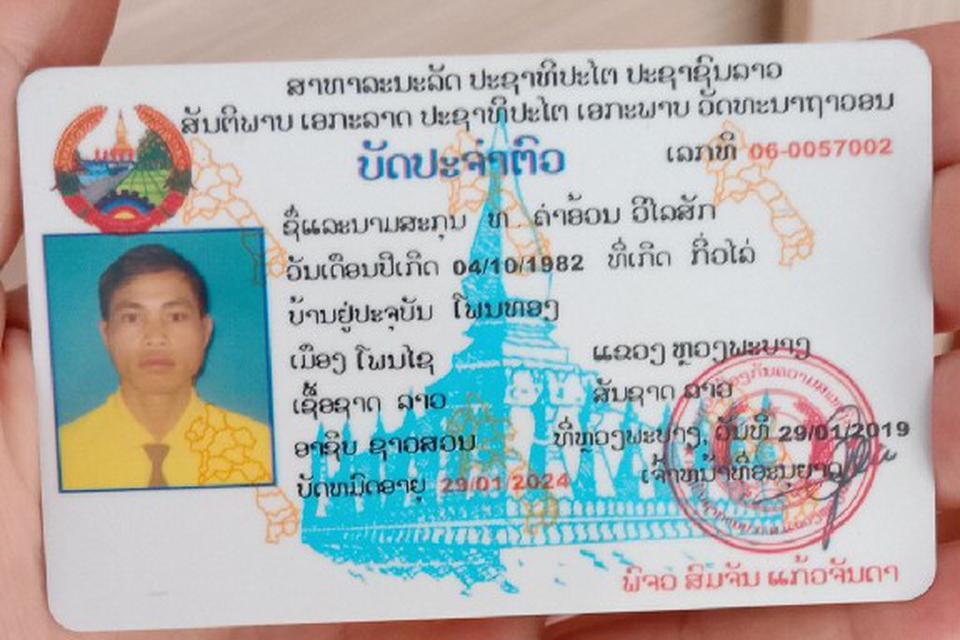 ສາທາລະນະລັດ ປະຊາທິປະໄຕ ປະຊາຊົນລາວ
ສັນຕິພາບ ເອກະລາດ ປະຊາທິປະໄຕ ເອກະພາບ ວັດທະນາຖາວອນ
ບັດປະຈຳຕົວ
ເລກທີ 06-0057002
ຊື່ແລະນາມສະກຸນ ທ ຄຳອ້ວນ ວິໄລສັກ
ວັນເດືອນປີເກີດ 04/10/1982 ທີ່ເກີດ ກິ່ວໄລ່
ບ້ານຢູ່ປະຈຸບັນ ໂພນທອງ
ເມືອງ ໂພນໄຊ ແຂວງ ຫຼວງພະບາງ
ເຊື້ອຊາດ ລາວ ສັນຊາດ ລາວ
ອາຊີບ ຊາວສວນ ທີ່ຫຼວງພະບາງ, ວັນທີ 29/01/2019
ບັດຫມົດອາຍຸ 29/01/2024 ເຈົ້າຫນ້າທີ່ອະນຸຍາດ
ພົຈວ ສົມຈັນ ແກ້ວຈັນດາ